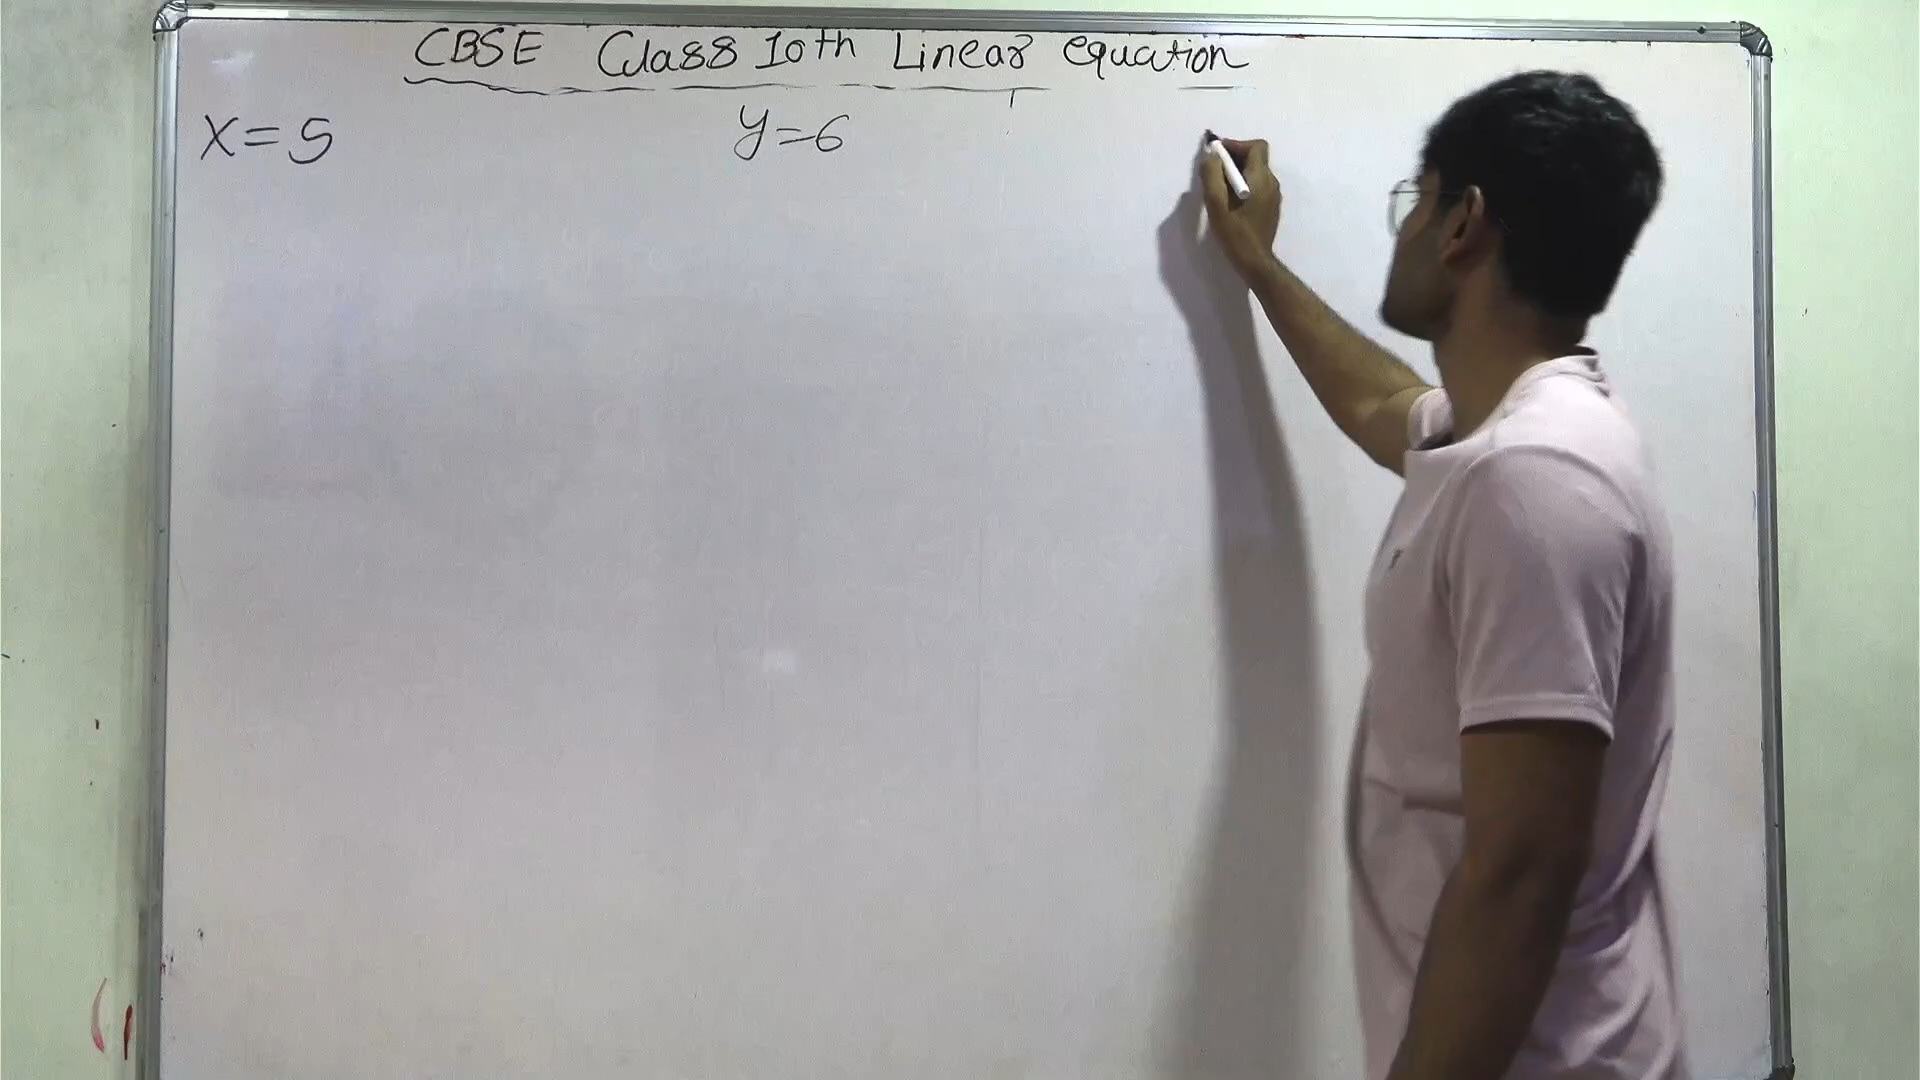 CBSE Class 10th Linear equation
x = 5 y = 6